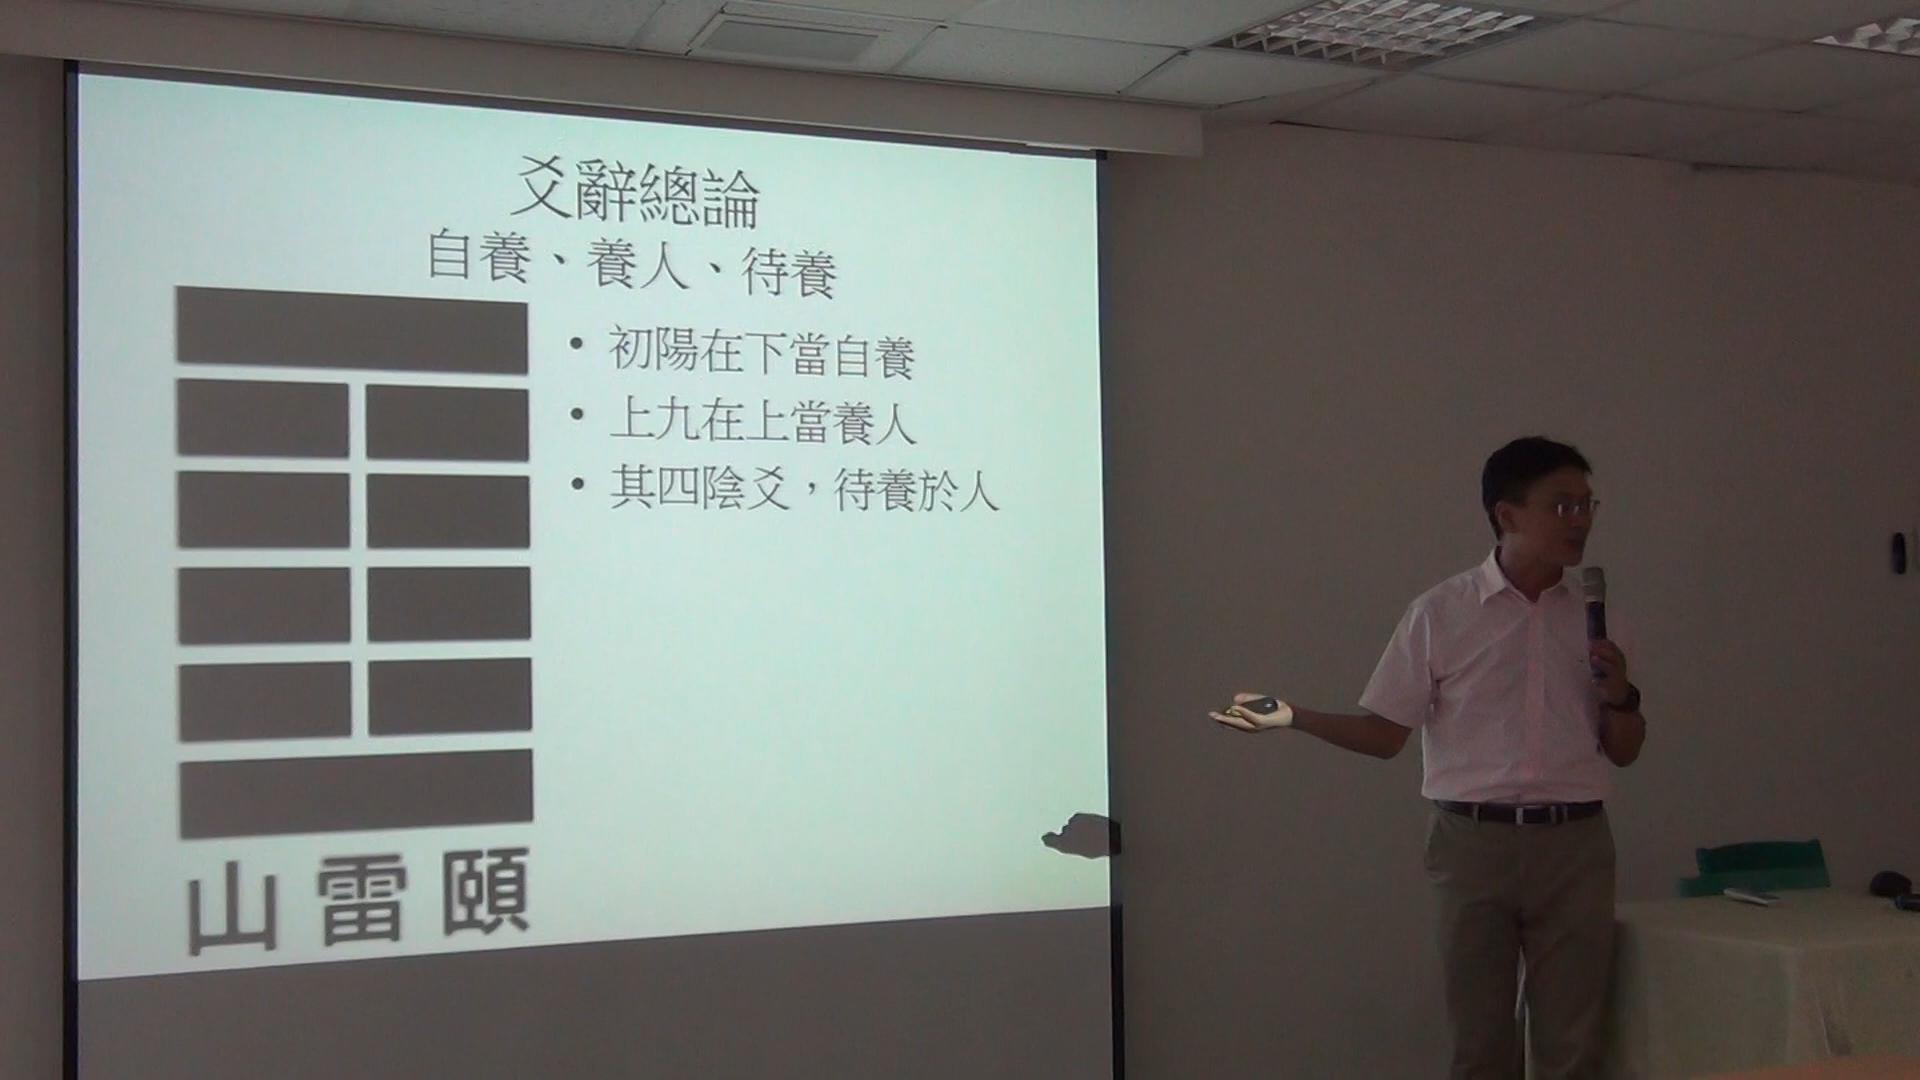 爻辭總論
自養、養人、待養
• 初陽在下當自養
• 上九在上當養人
• 其四陰爻，待養於人
山雷頤